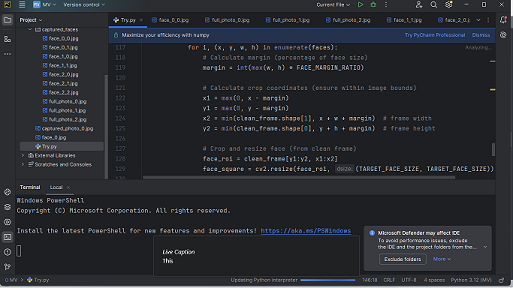 MV
Version control
Current File
Project
captured_faces
face_0_0.jpg
face_0_1.jpg
face_1_0.jpg
face_1_1.jpg
face_2_0.jpg
face_2_1.jpg
face_2_2.jpg
full_photo_0.jpg
full_photo_1.jpg
full_photo_2.jpg
captured_photo_0.jpg
face_0.jpg
Try.py
External Libraries
Scratches and Consoles
Try.py
face_0_0.jpg
full_photo_0.jpg
full_photo_1.jpg
full_photo_2.jpg
face_1_1.jpg
face_2_0.j
Maximize your efficiency with numpy
Try PyCharm Professional
Dismiss
Analyzing...
117 for i, (x, y, w, h) in enumerate(faces):
118 # Calculate margin (percentage of face size)
119 margin = int(max(w, h) * FACE_MARGIN_RATIO)
120
121 # Calculate crop coordinates (ensure within image bounds)
122 x1 = max(0, x - margin)
123 y1 = max(0, y - margin)
124 x2 = min(clean_frame.shape[1], x + w + margin) # frame width
125 y2 = min(clean_frame.shape[0], y + h + margin) # frame height
126
127 # Crop and resize face (from clean frame)
128 face_roi = clean_frame[y1:y2, x1:x2]
129 face_square = cv2.resize(face_roi, (TARGET_FACE_SIZE, TARGET_FACE_SIZE))
Terminal
Local
Windows PowerShell
Copyright (C) Microsoft Corporation. All rights reserved.
Install the latest PowerShell for new features and improvements! https://aka.ms/PSWindows
Live Caption
This
Microsoft Defender may affect IDE
To avoid performance issues, exclude
the IDE and the project folders from the...
Exclude folders
More
MV
Try.py
Updating Python interpreter
146:18
CRLF
UTF-8
4 spaces
Python 3.12 (MV)